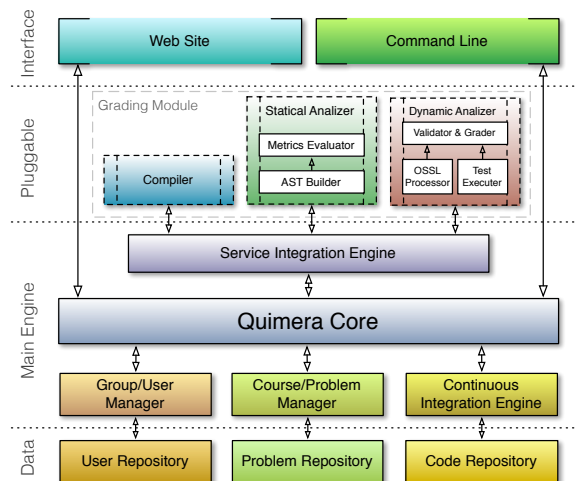 Interface
Web Site
Command Line
Pluggable
Grading Module
Compiler
Statical Analizer
Metrics Evaluator
AST Builder
Dynamic Analizer
Validator & Grader
OSSL
Processor
Test
Executer
Main Engine
Service Integration Engine
Quimera Core
Group/User
Manager
Course/Problem
Manager
Continuous
Integration Engine
Data
User Repository
Problem Repository
Code Repository